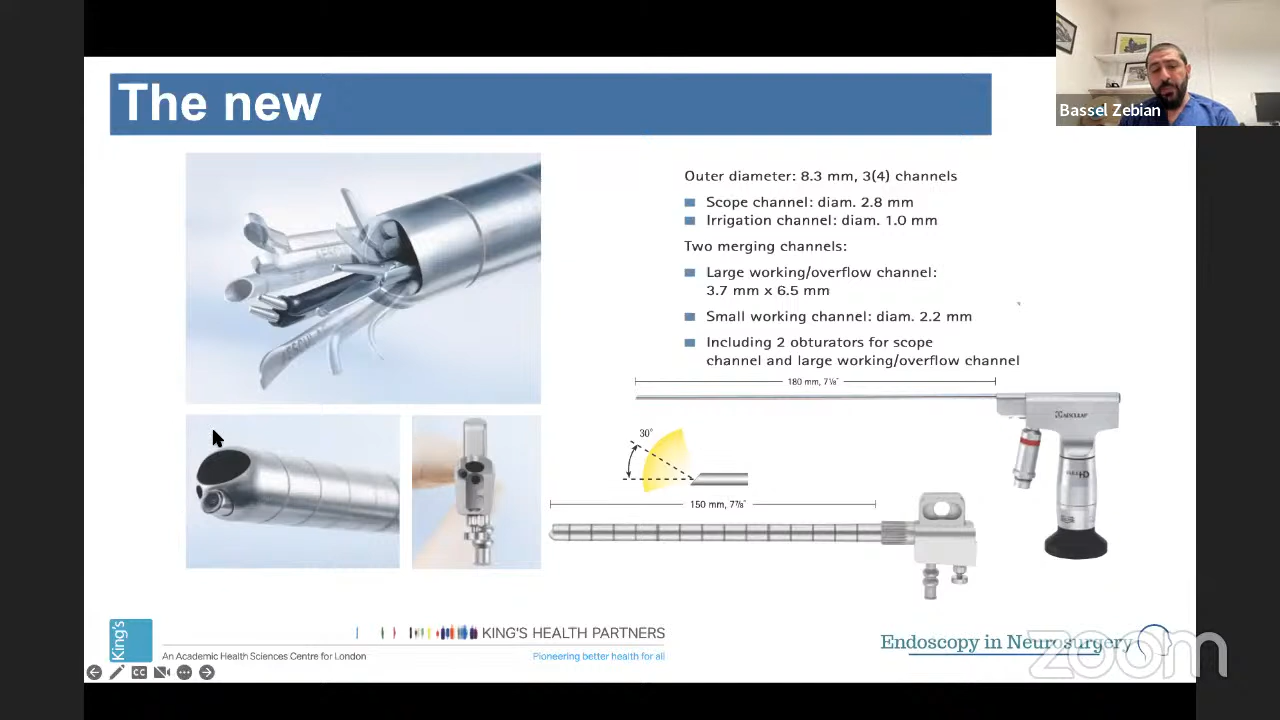 The new
Bassel Zebian
Outer diameter: 8.3 mm, 3(4) channels
Scope channel: diam. 2.8 mm
Irrigation channel: diam. 1.0 mm
Two merging channels:
Large working/overflow channel:
3.7 mm x 6.5 mm
Small working channel: diam. 2.2 mm
Including 2 obturators for scope
channel and large working/overflow channel
180 mm, 7⅛"
AESCULAP
30°
150 mm, 7⅞"
King's
KING'S HEALTH PARTNERS
An Academic Health Sciences Centre for London
Pioneering better health for all
Endoscopy in Neurosurgery
zoom
CC